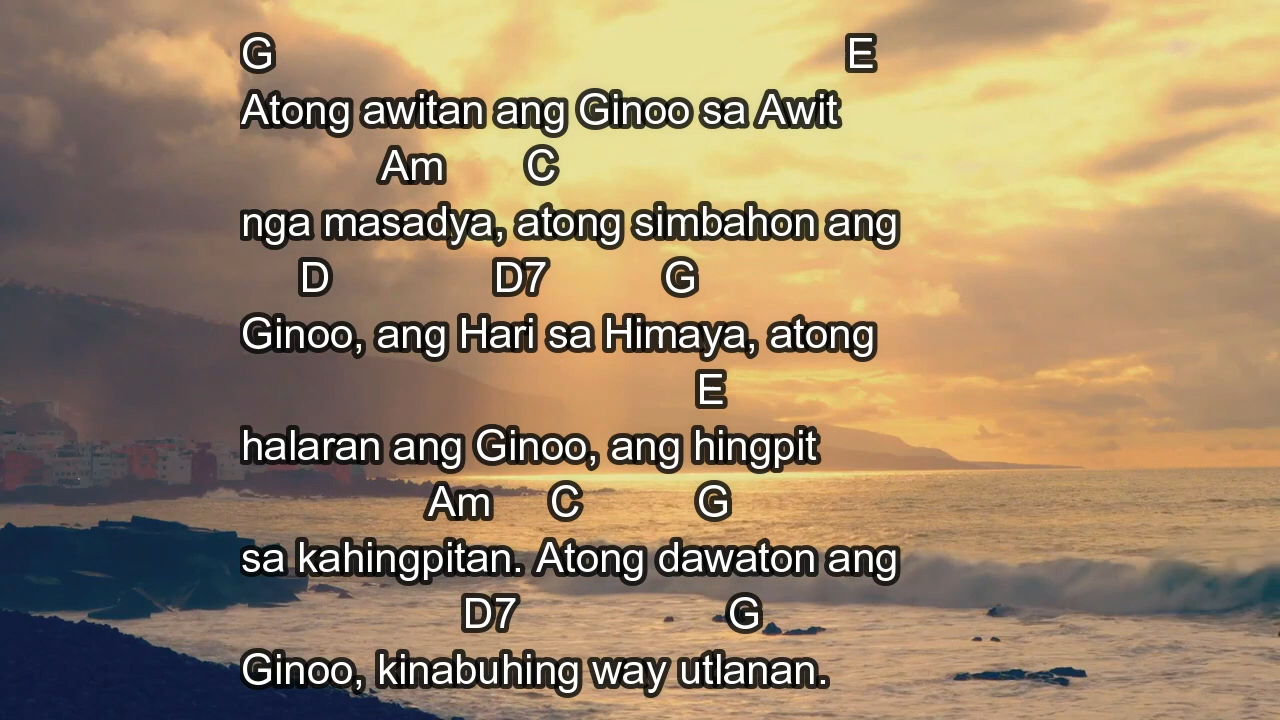 G E
Atong awitan ang Ginoo sa Awit
Am C
nga masadya, atong simbahon ang
D D7 G
Ginoo, ang Hari sa Himaya, atong
E
halaran ang Ginoo, ang hingpit
Am C G
sa kahingpitan. Atong dawaton ang
D7 G
Ginoo, kinabuhing way utlanan.